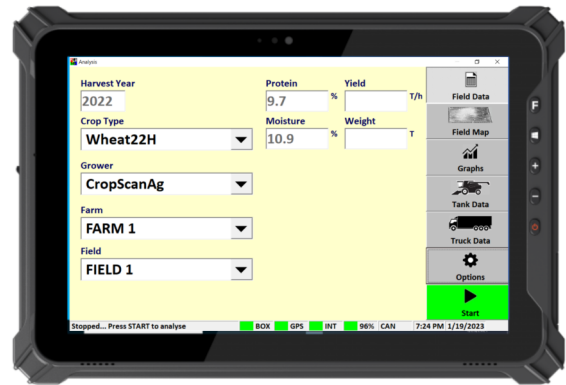 Analysis
Harvest Year
2022
Protein
9.7
%
Yield
T/h
Crop Type
Wheat22H
Moisture
10.9
%
Weight
T
Grower
CropScanAg
Farm
FARM 1
Field
FIELD 1
Field Data
Field Map
Graphs
Tank Data
Truck Data
Options
Start
F
Stopped... Press START to analyse
BOX
GPS
INT
96%
CAN
7:24 PM
1/19/2023